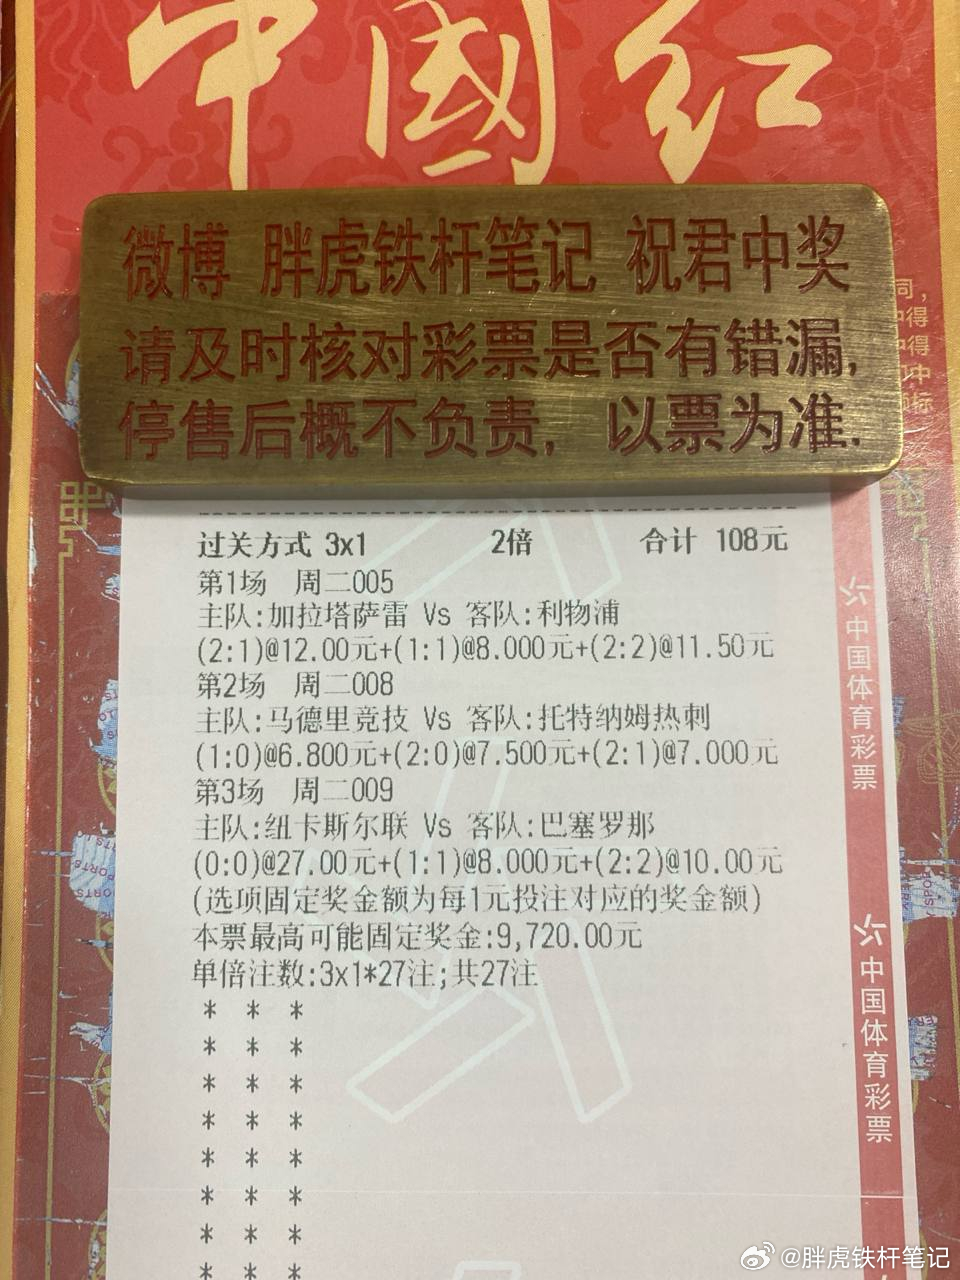 中國红
微博 胖虎铁杆笔记 祝君中奖
请及时核对彩票是否有错漏,
停售后概不负责, 以票为准.
过关方式 3x1 2倍 合计 108元
第1场 周二005
主队:加拉塔萨雷 Vs 客队:利物浦
(2:1)@12.00元+(1:1)@8.000元+(2:2)@11.50元
第2场 周二008
主队:马德里竞技 Vs 客队:托特纳姆热刺
(1:0)@6.800元+(2:0)@7.500元+(2:1)@7.000元
第3场 周二009
主队:纽卡斯尔联 Vs 客队:巴塞罗那
(0:0)@27.00元+(1:1)@8.000元+(2:2)@10.00元
(选项固定奖金额为每1元投注对应的奖金额)
本票最高可能固定奖金:9,720.00元
单倍注数:3x1*27注;共27注
* * *
* * *
* * *
* * *
* * *
* * *
* * *
* * *
中国体育彩票
中国体育彩票
@胖虎铁杆笔记